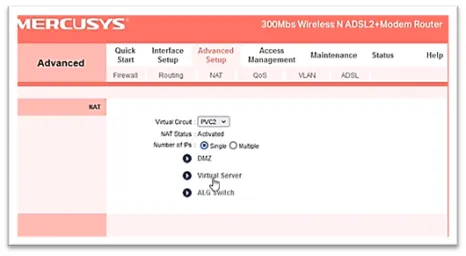 MERCUSYS
300Mbs Wireless N ADSL2+Modem Router
Advanced
Quick Start
Interface Setup
Advanced Setup
Access Management
Maintenance
Status
Help
Firewall
Routing
NAT
QoS
VLAN
ADSL
NAT
Virtual Circuit : PVC2
NAT Status : Activated
Number of IPs : Single Multiple
DMZ
Virtual Server
ALG Switch